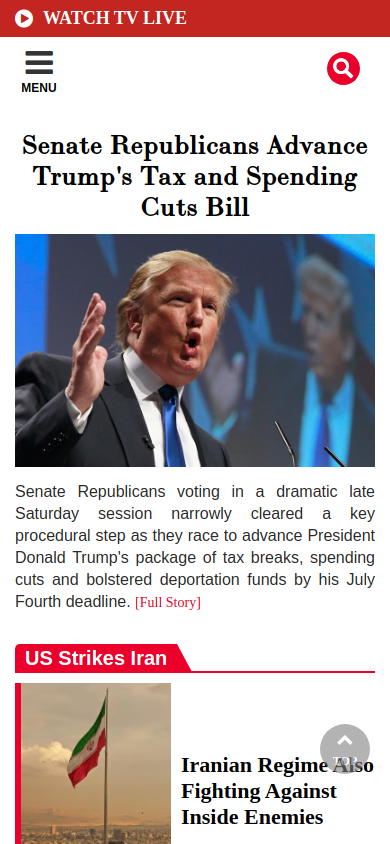 WATCH TV LIVE
MENU
Senate Republicans Advance
Trump's Tax and Spending
Cuts Bill
Senate Republicans voting in a dramatic late
Saturday session narrowly cleared a key
procedural step as they race to advance President
Donald Trump's package of tax breaks, spending
cuts and bolstered deportation funds by his July
Fourth deadline. [Full Story]
US Strikes Iran
TOP
Iranian Regime Also
Fighting Against
Inside Enemies